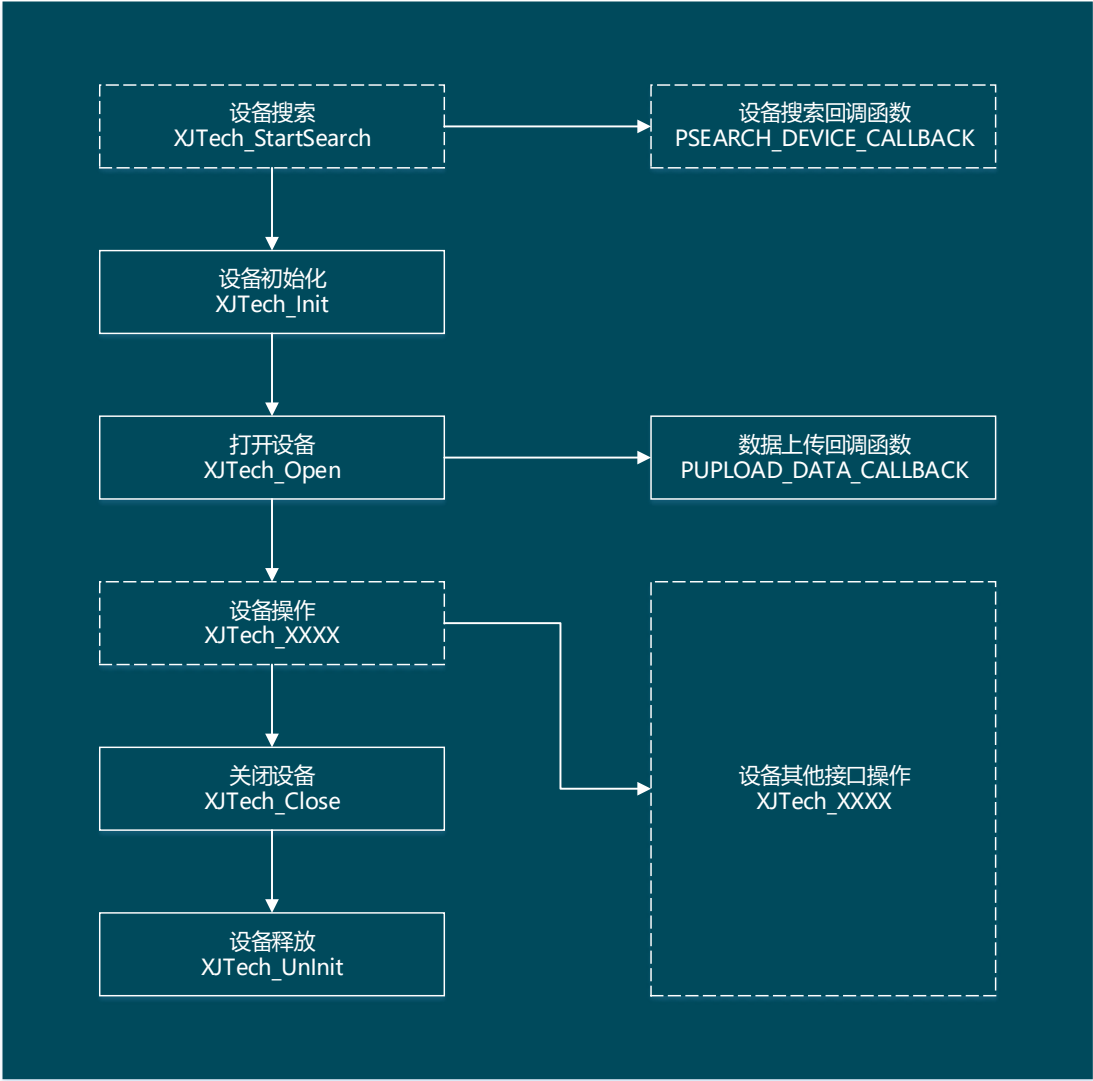 设备搜索
XJTech_StartSearch
设备搜索回调函数
PSEARCH_DEVICE_CALLBACK
设备初始化
XJTech_Init
打开设备
XJTech_Open
数据上传回调函数
PUPLOAD_DATA_CALLBACK
设备操作
XJTech_XXXX
关闭设备
XJTech_Close
设备其他接口操作
XJTech_XXXX
设备释放
XJTech_UnInit